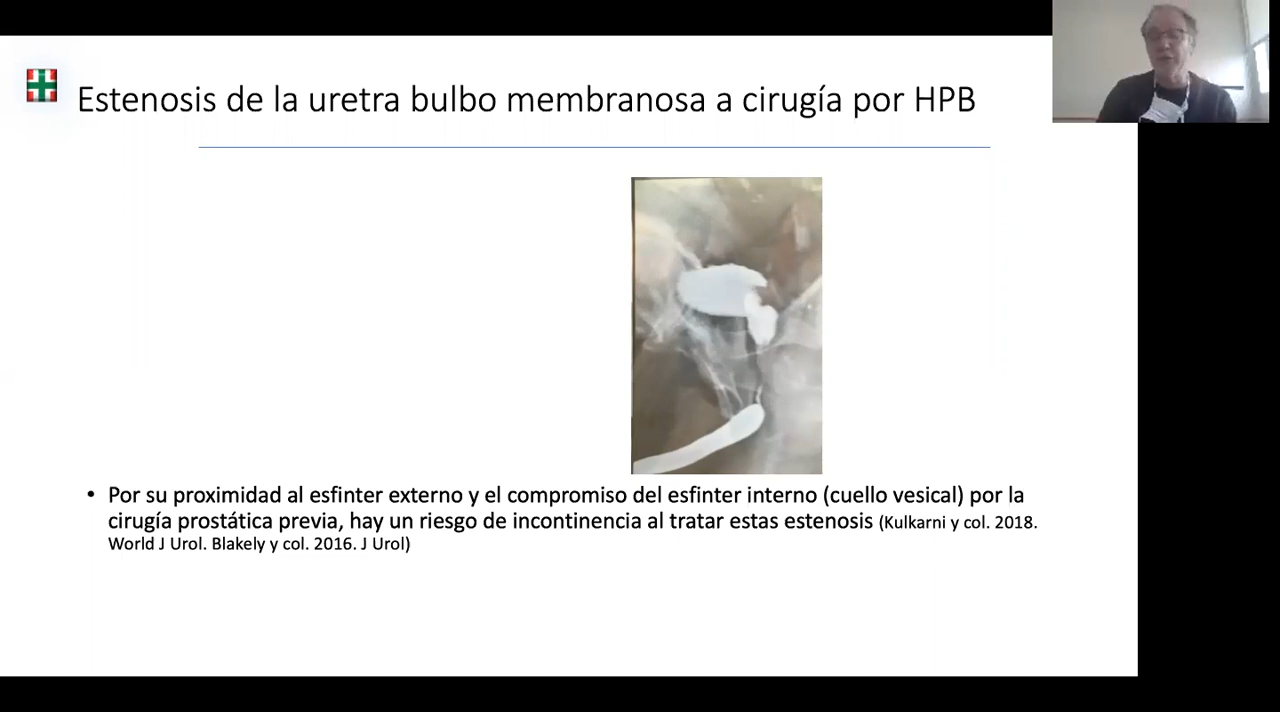 Estenosis de la uretra bulbo membranosa a cirugía por HPB
• Por su proximidad al esfinter externo y el compromiso del esfinter interno (cuello vesical) por la
cirugía prostática previa, hay un riesgo de incontinencia al tratar estas estenosis (Kulkarni y col. 2018.
World J Urol. Blakely y col. 2016. J Urol)